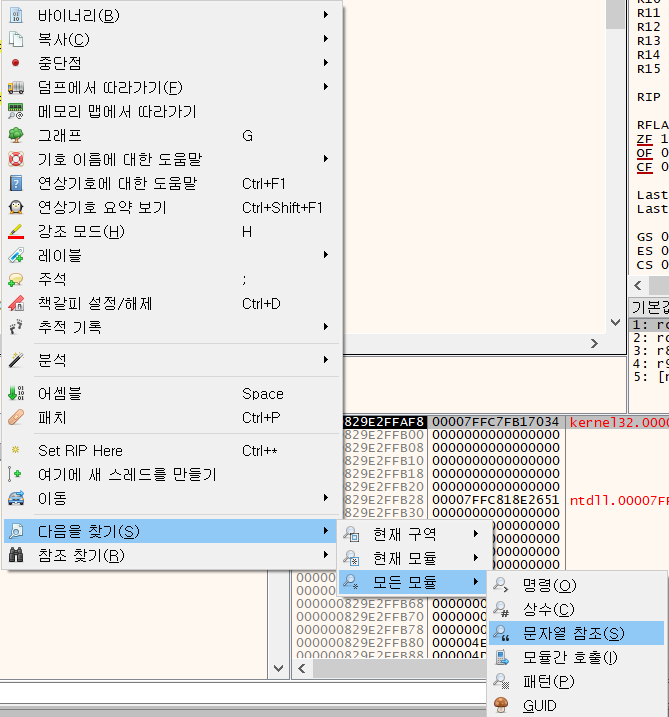 바이너리(B)
복사(C)
중단점
덤프에서 따라가기(F)
메모리 맵에서 따라가기
그래프 G
기호 이름에 대한 도움말
연상기호에 대한 도움말 Ctrl+F1
연상기호 요약 보기 Ctrl+Shift+F1
강조 모드(H) H
레이블
주석 ;
책갈피 설정/해제 Ctrl+D
추적 기록
분석
어셈블 Space
패치 Ctrl+P
Set RIP Here Ctrl+*
여기에 새 스레드를 만들기
이동
다음을 찾기(S)
참조 찾기(R)
현재 구역
현재 모듈
모든 모듈
명령(O)
상수(C)
문자열 참조(S)
모듈간 호출(I)
패턴(P)
GUID
R11
R12
R13
R14
R15
RIP
RFLA
ZF 1
OF 0
CF 0
Last
Last
GS 0
ES 0
CS 0
기본값
1: rc
2: rc
3: r8
4: r9
5: [r
829E2FFAF8 00007FFC7FB17034 kernel32.0000
829E2FFB00 0000000000000000
829E2FFB08 0000000000000000
829E2FFB10 0000000000000000
829E2FFB18 0000000000000000
829E2FFB20 0000000000000000
829E2FFB28 00007FFC818E2651 ntdll.00007FF
829E2FFB30 0000000000000000
000000829E2FFB68 0000000000
000000829E2FFB70 0000000000
000000829E2FFB78 0000000000
000000829E2FFB80 000004E
000000829E2FFB88 000004D